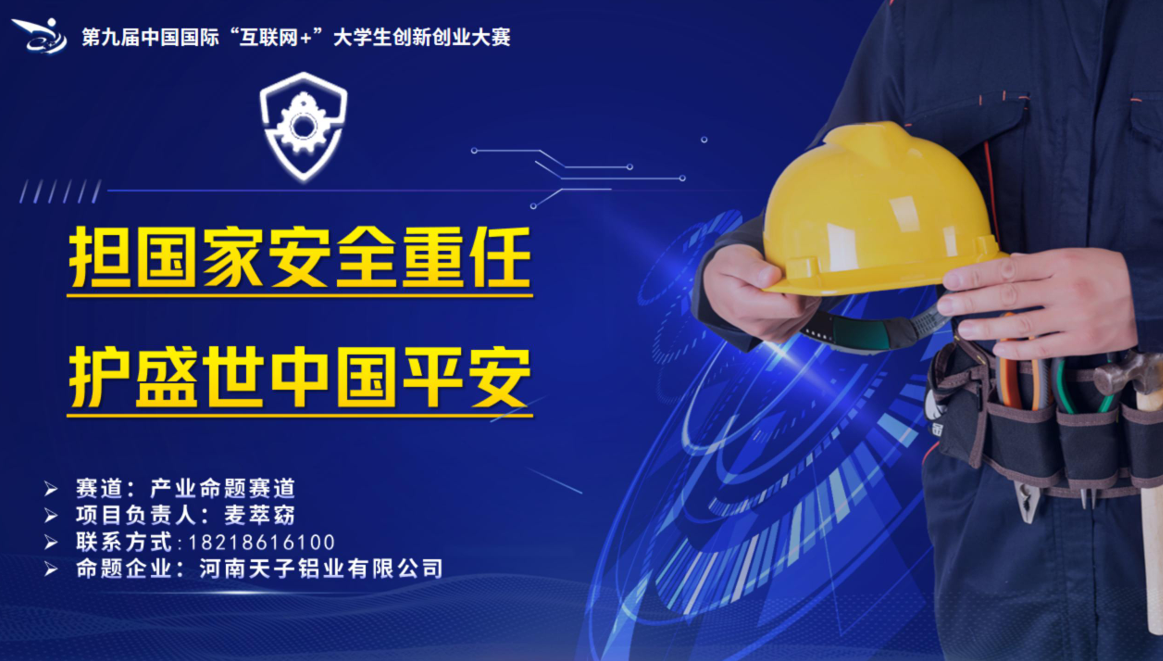 第九届中国国际“互联网+”大学生创新创业大赛
担国家安全重任
护盛世中国平安
➢ 赛道：产业命题赛道
➢ 项目负责人：麦萃窈
➢ 联系方式:18218616100
➢ 命题企业：河南天子铝业有限公司